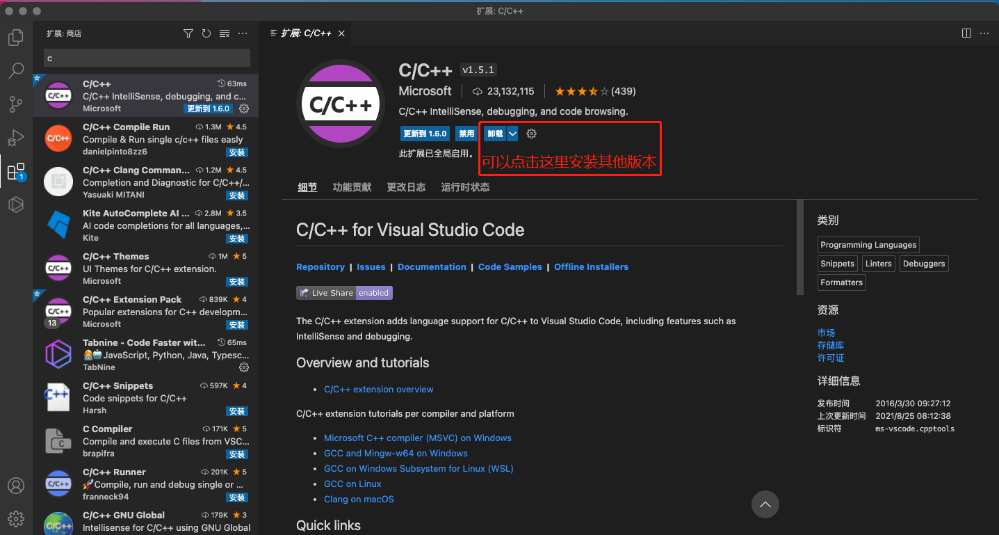 扩展: C/C++
扩展: 商店
c
C/C++
63ms
C/C++ IntelliSense, debugging, and c...
Microsoft
更新到 1.6.0
C/C++ Compile Run
1.3M ★ 4.5
Compile & Run single c/c++ files easily
danielpinto8zz6
安装
C/C++ Clang Comman...
1.2M ★ 4.5
Completion and Diagnostic for C/C++/...
Yasuaki MITANI
安装
Kite AutoComplete AI ...
2.8M ★ 3.5
AI code completions for all languages,...
Kite
安装
C/C++ Themes
1M ★ 5
UI Themes for C/C++ extension.
Microsoft
安装
C/C++ Extension Pack
839K ★ 4
Popular extensions for C++ developm...
13
Microsoft
安装
Tabnine - Code Faster wit...
65ms
JavaScript, Python, Java, Typesc...
TabNine
C/C++ Snippets
597K ★ 4
Code snippets for C/C++
Harsh
安装
C Compiler
171K ★ 5
Compile and execute C files from VSC...
brapifra
安装
C/C++ Runner
201K ★ 5
🚀Compile, run and debug single or ...
franneck94
安装
C/C++ GNU Global
179K ★ 3
Intellisense for C/C++ using GNU Global
1
扩展: C/C++
C/C++
C/C++ v1.5.1
Microsoft | 23,132,115 | ★★★★☆ (439)
C/C++ IntelliSense, debugging, and code browsing.
更新到 1.6.0 禁用 卸载
此扩展已全局启用。
可以点击这里安装其他版本
细节 功能贡献 更改日志 运行时状态
C/C++ for Visual Studio Code
Repository | Issues | Documentation | Code Samples | Offline Installers
Live Share enabled
The C/C++ extension adds language support for C/C++ to Visual Studio Code, including features such as
IntelliSense and debugging.
Overview and tutorials
• C/C++ extension overview
C/C++ extension tutorials per compiler and platform
• Microsoft C++ compiler (MSVC) on Windows
• GCC and Mingw-w64 on Windows
• GCC on Windows Subsystem for Linux (WSL)
• GCC on Linux
• Clang on macOS
Quick links
类别
Programming Languages
Snippets Linters Debuggers
Formatters
资源
市场
存储库
许可证
详细信息
发布时间 2016/3/30 09:27:12
上次更新时间 2021/8/25 08:12:38
标识符 ms-vscode.cpptools